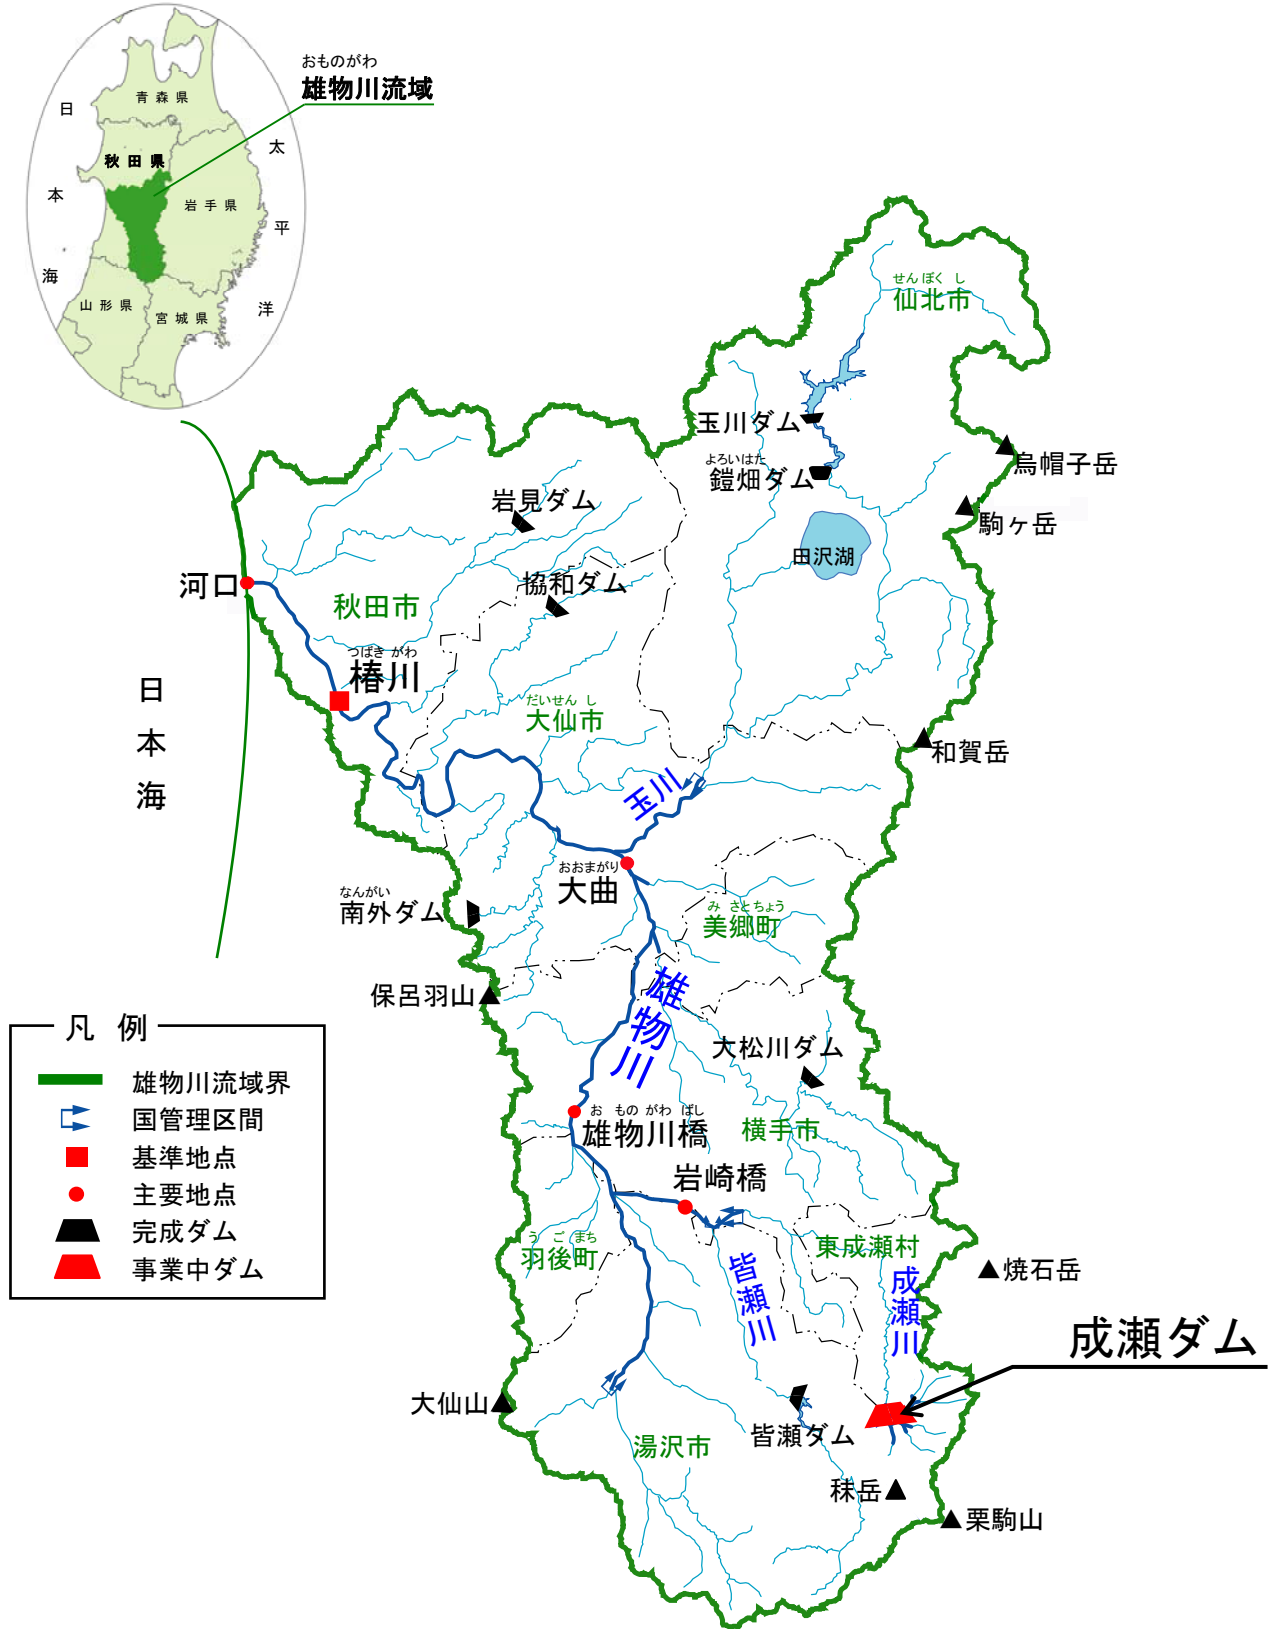 おものがわ
雄物川流域
青森県
秋田県
岩手県
山形県
宮城県
日本海
太平洋
せんぼくし
仙北市
玉川ダム
よろいはた
鎧畑ダム
烏帽子岳
駒ヶ岳
田沢湖
岩見ダム
協和ダム
河口
秋田市
つばきがわ
椿川
だいせんし
大仙市
日本海
和賀岳
玉川
おおまがり
大曲
なんがい
南外ダム
みさとちょう
美郷町
保呂羽山
雄物川
大松川ダム
おものがわばし
雄物川橋
横手市
岩崎橋
うごまち
羽後町
東成瀬村
皆瀬川
成瀬川
焼石岳
成瀬ダム
大仙山
皆瀬ダム
湯沢市
秣岳
栗駒山
凡例
雄物川流域界
国管理区間
基準地点
主要地点
完成ダム
事業中ダム